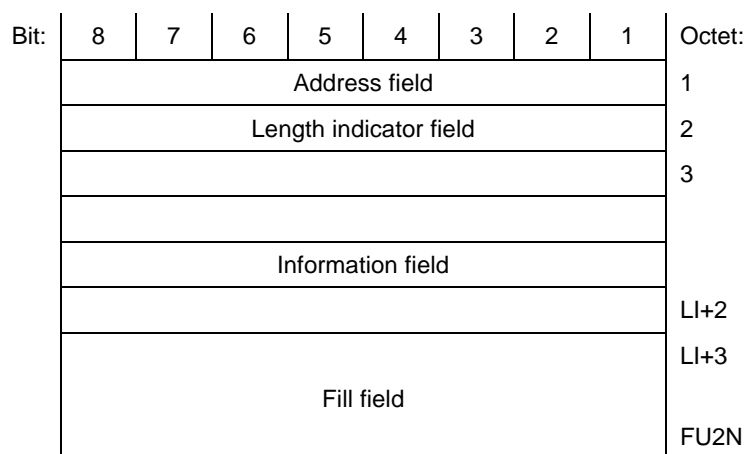 Bit: 8 7 6 5 4 3 2 1 Octet:
Address field 1
Length indicator field 2
3
Information field
LI+2
LI+3
Fill field
FU2N